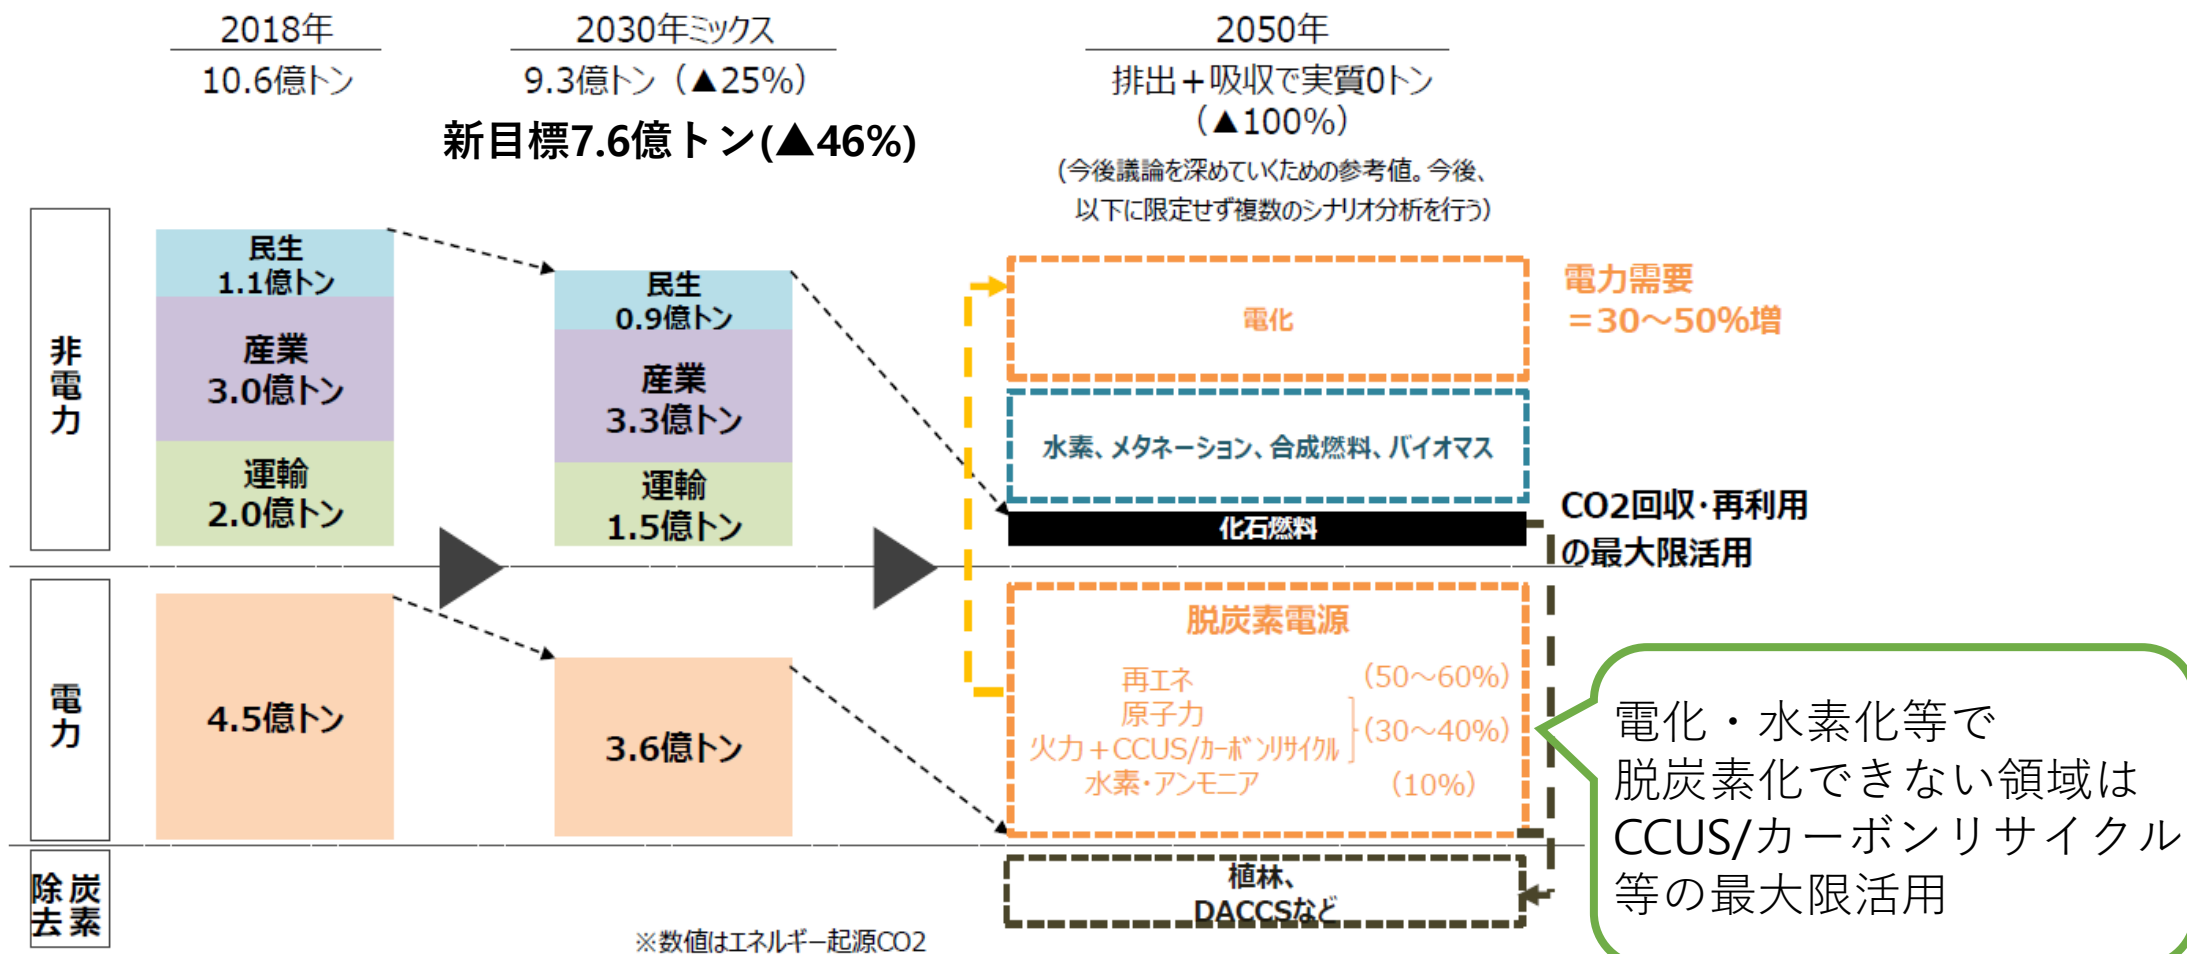 2018年
10.6億トン
2030年ミックス
9.3億トン（▲25%）
新目標7.6億トン(▲46%)
2050年
排出＋吸収で実質0トン
（▲100%）
(今後議論を深めていくための参考値。今後、
以下に限定せず複数のシナリオ分析を行う)
非電力
民生
1.1億トン
産業
3.0億トン
運輸
2.0億トン
民生
0.9億トン
産業
3.3億トン
運輸
1.5億トン
電化
電力需要
＝30～50%増
水素、メタネーション、合成燃料、バイオマス
化石燃料
CO2回収･再利用
の最大限活用
電力
4.5億トン
3.6億トン
脱炭素電源
再エネ （50～60%）
原子力
火力＋CCUS/ｶｰﾎﾞﾝﾘｻｲｸﾙ （30～40%）
水素･アンモニア （10%）
電化・水素化等で
脱炭素化できない領域は
CCUS/カーボンリサイクル
等の最大限活用
炭素除去
植林、
DACCSなど
※数値はエネルギー起源CO2